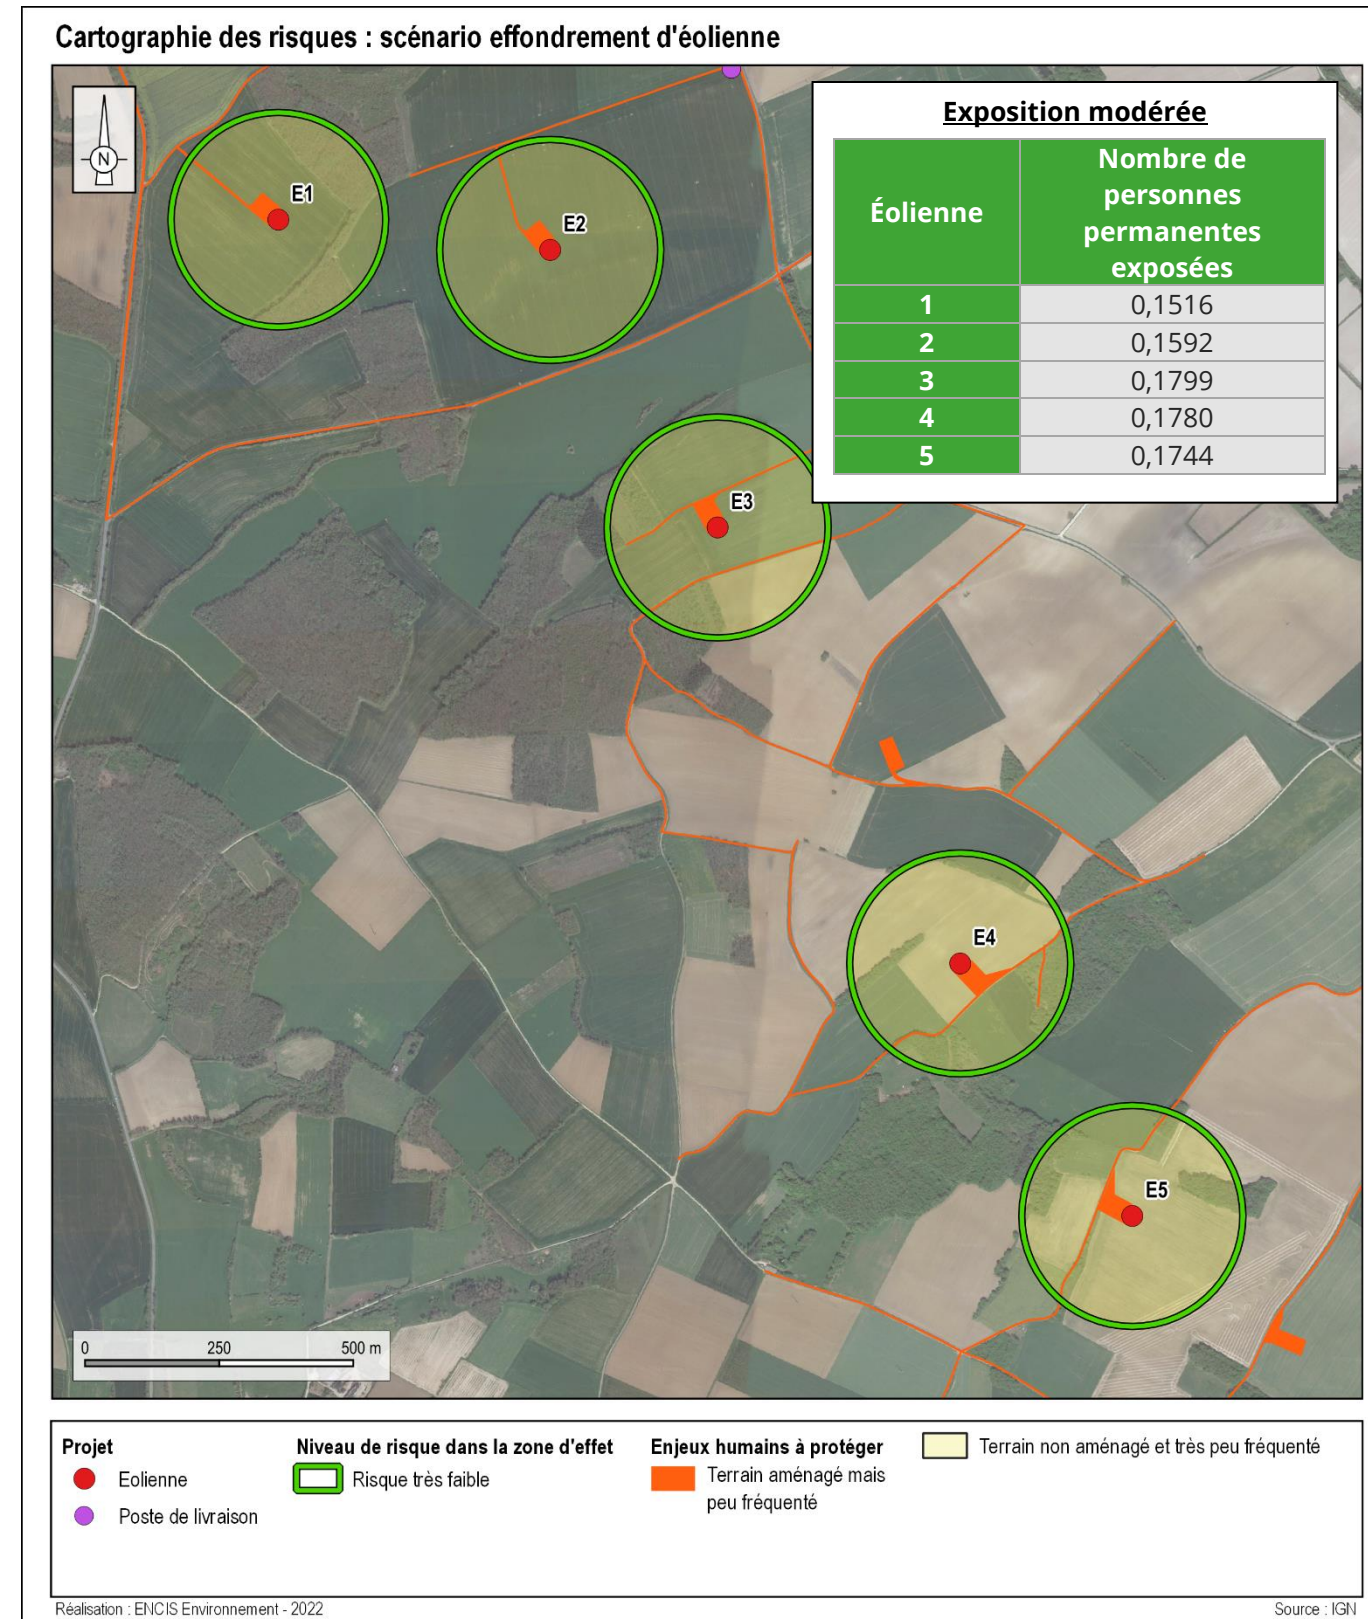 Cartographie des risques : scénario effondrement d'éolienne
N
Exposition modérée
Éolienne
Nombre de
personnes
permanentes
exposées
1 0,1516
2 0,1592
3 0,1799
4 0,1780
5 0,1744
E1
E2
E3
E4
E5
0 250 500 m
Projet
Eolienne
Poste de livraison
Niveau de risque dans la zone d'effet
Risque très faible
Enjeux humains à protéger
Terrain aménagé mais
peu fréquenté
Terrain non aménagé et très peu fréquenté
Réalisation : ENCIS Environnement - 2022
Source : IGN